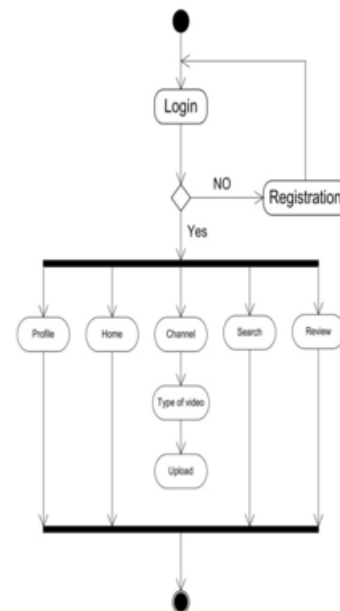 Login
NO
Registration
Yes
Profile
Home
Channel
Search
Review
Type of video
Upload